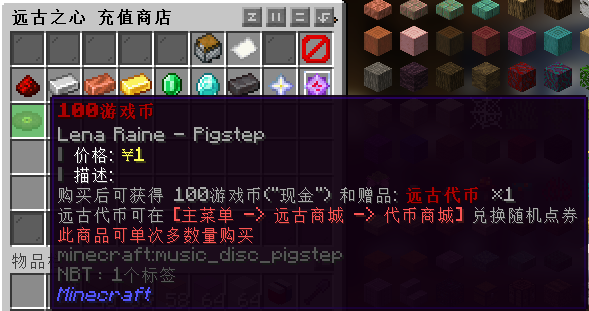 远古之心 充值商店
100游戏币
Lena Raine - Pigstep
价格: ¥1
描述:
购买后可获得 100游戏币("现金") 和赠品: 远古代币 ×1
远古代币可在 [主菜单 -> 远古商城 -> 代币商城] 兑换随机点券
此商品可单次多数量购买
minecraft:music_disc_pigstep
NBT: 1个标签
Minecraft
物品